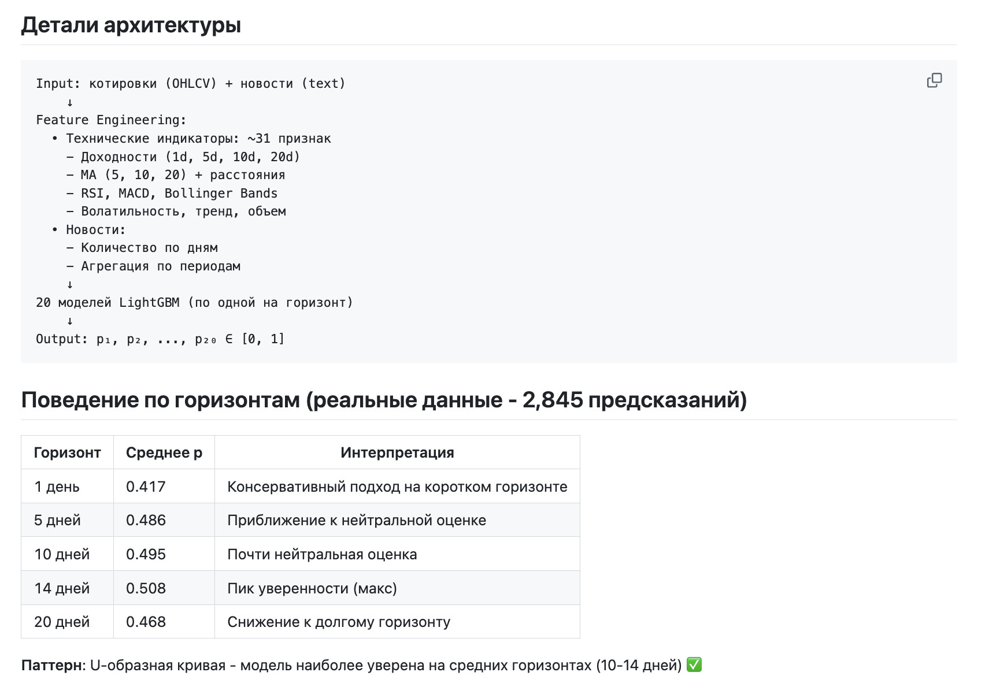 Детали архитектуры
Input: котировки (OHLCV) + новости (text)
↓
Feature Engineering:
• Технические индикаторы: ~31 признак
– Доходности (1d, 5d, 10d, 20d)
– MA (5, 10, 20) + расстояния
– RSI, MACD, Bollinger Bands
– Волатильность, тренд, объем
• Новости:
– Количество по дням
– Агрегация по периодам
↓
20 моделей LightGBM (по одной на горизонт)
↓
Output: p₁, p₂, ..., p₂₀ ∈ [0, 1]
Поведение по горизонтам (реальные данные - 2,845 предсказаний)
Горизонт Среднее p Интерпретация
1 день 0.417 Консервативный подход на коротком горизонте
5 дней 0.486 Приближение к нейтральной оценке
10 дней 0.495 Почти нейтральная оценка
14 дней 0.508 Пик уверенности (макс)
20 дней 0.468 Снижение к долгому горизонту
Паттерн: U-образная кривая - модель наиболее уверена на средних горизонтах (10-14 дней) ✅